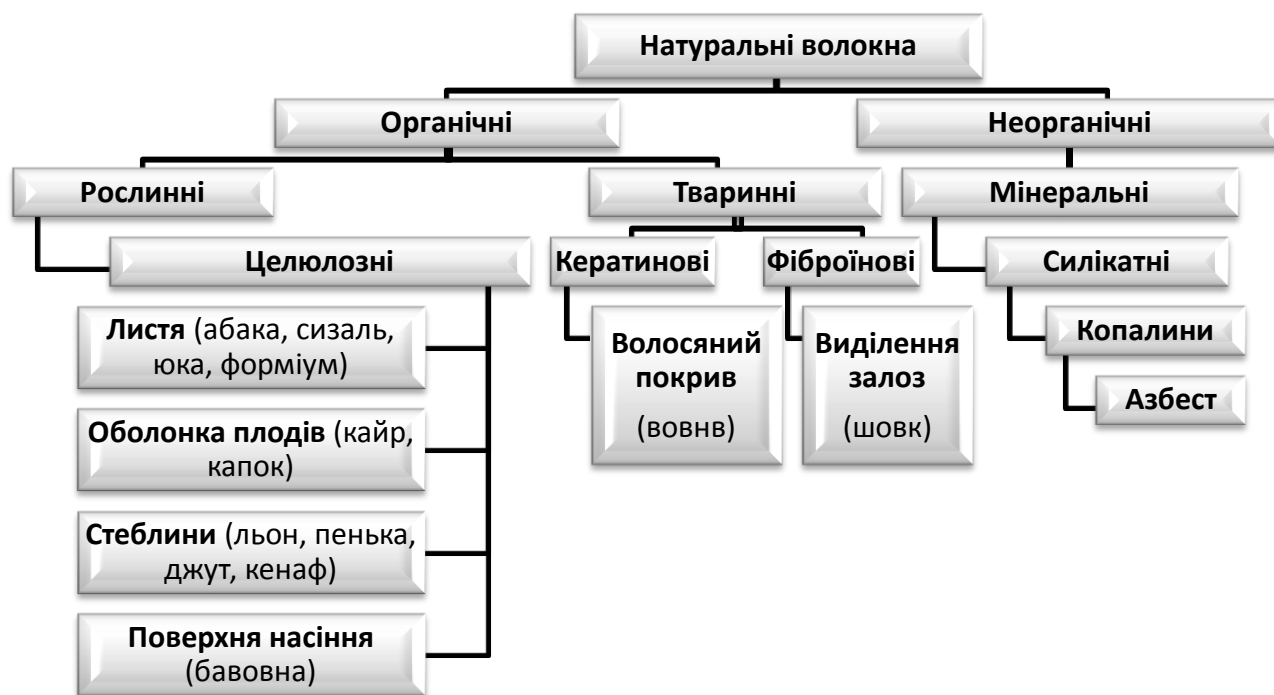 Натуральні волокна
Органічні
Неорганічні
Рослинні
Тваринні
Мінеральні
Целюлозні
Кератинові
Фіброїнові
Силікатні
Листя (абака, сизаль,
юка, форміум)
Оболонка плодів (кайр,
капок)
Стеблини (льон, пенька,
джут, кенаф)
Поверхня насіння
(бавовна)
Волосяний
покрив
(вовнв)
Виділення
залоз
(шовк)
Копалини
Азбест